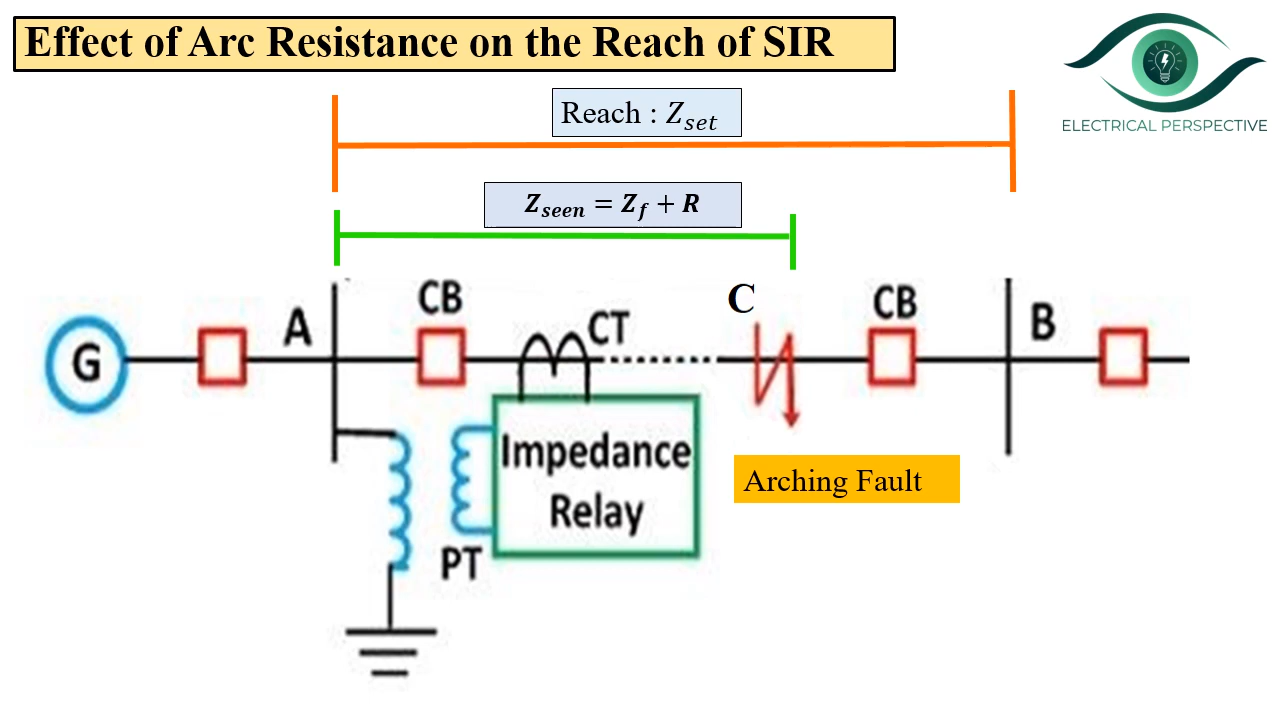 Effect of Arc Resistance on the Reach of SIR
ELECTRICAL PERSPECTIVE
Reach : Z_set
Z_seen = Z_f + R
CB
C
CB
A
CT
B
G
Impedance
Relay
Arching Fault
PT